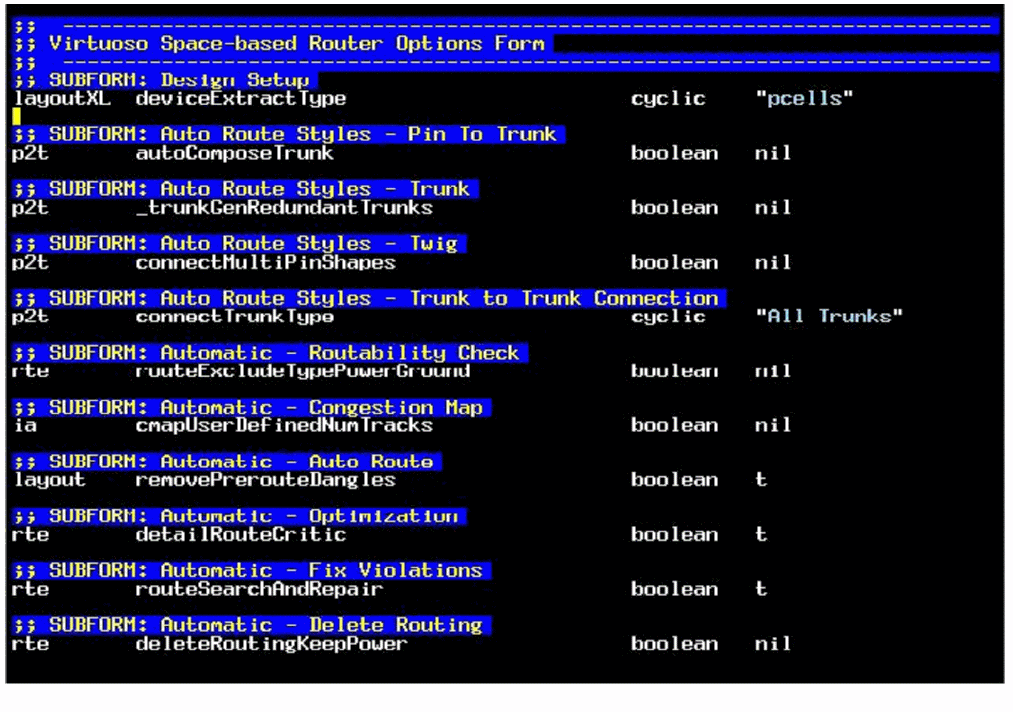 ;; ---------------------------------------------------------------------------
;; Virtuoso Space-based Router Options Form
;; ---------------------------------------------------------------------------
;; SUBFORM: Design Setup
layoutXL deviceExtractType cyclic "pcells"
;; SUBFORM: Auto Route Styles - Pin To Trunk
p2t autoComposeTrunk boolean nil
;; SUBFORM: Auto Route Styles - Trunk
p2t _trunkGenRedundantTrunks boolean nil
;; SUBFORM: Auto Route Styles - Twig
p2t connectMultiPinShapes boolean nil
;; SUBFORM: Auto Route Styles - Trunk to Trunk Connection
p2t connectTrunkType cyclic "All Trunks"
;; SUBFORM: Automatic - Routability Check
rte routeExcludeTypePowerGround boolean nil
;; SUBFORM: Automatic - Congestion Map
ia cmapUserDefinedNumTracks boolean nil
;; SUBFORM: Automatic - Auto Route
layout removePrerouteDangles boolean t
;; SUBFORM: Automatic - Optimization
rte detailRouteCritic boolean t
;; SUBFORM: Automatic - Fix Violations
rte routeSearchAndRepair boolean t
;; SUBFORM: Automatic - Delete Routing
rte deleteRoutingKeepPower boolean nil